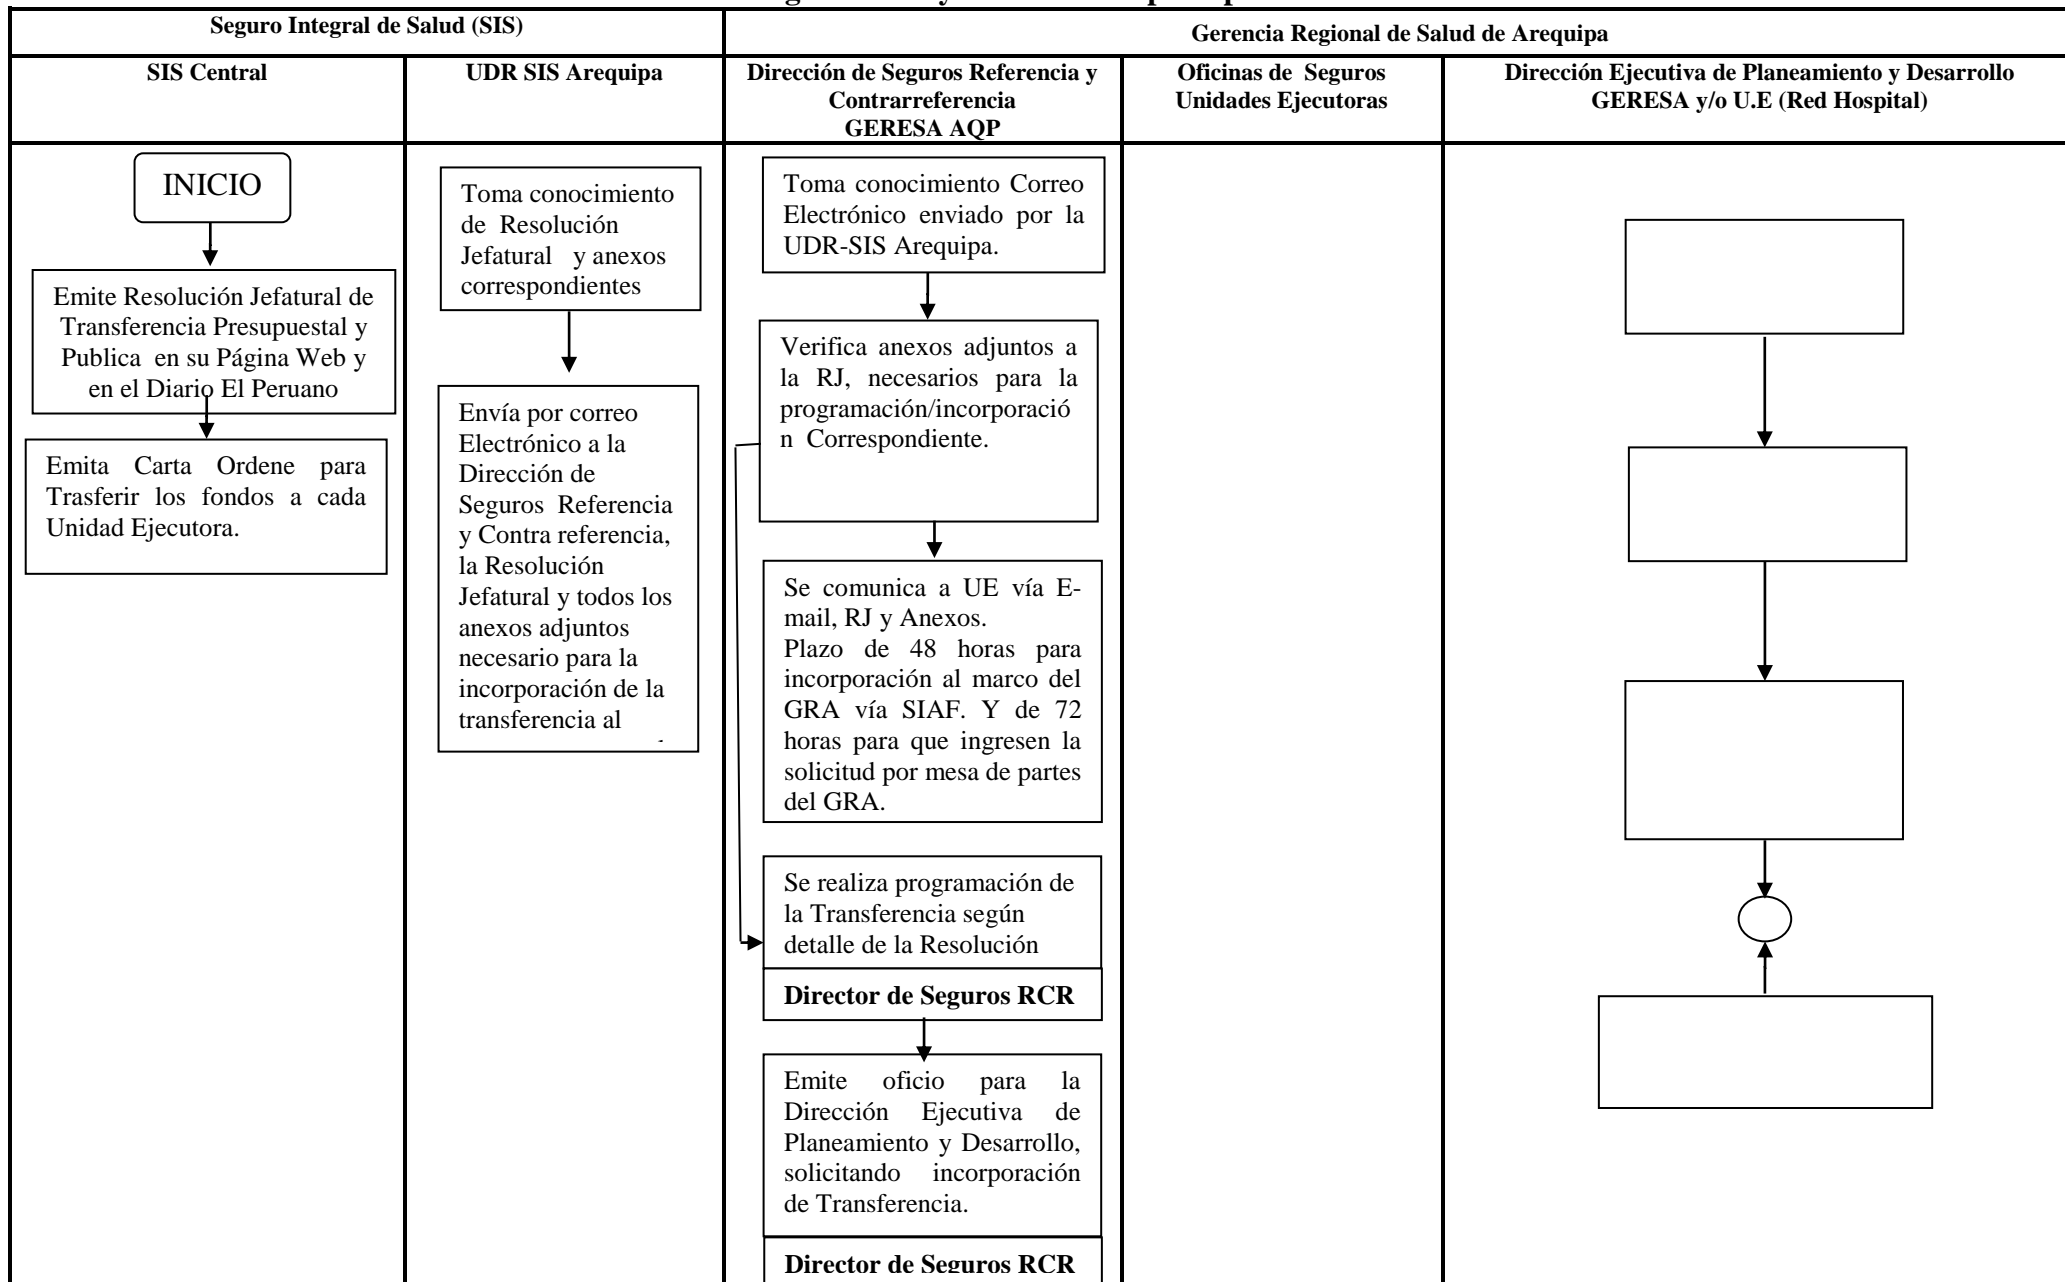 Seguro Integral de Salud (SIS)
Gerencia Regional de Salud de Arequipa
SIS Central
UDR SIS Arequipa
Dirección de Seguros Referencia y
Contrarreferencia
GERESA AQP
Oficinas de Seguros
Unidades Ejecutoras
Dirección Ejecutiva de Planeamiento y Desarrollo
GERESA y/o U.E (Red Hospital)
INICIO
Emite Resolución Jefatural de
Transferencia Presupuestal y
Publica en su Página Web y
en el Diario El Peruano
Emita Carta Ordene para
Trasferir los fondos a cada
Unidad Ejecutora.
Toma conocimiento
de Resolución
Jefatural y anexos
correspondientes
Envía por correo
Electrónico a la
Dirección de
Seguros Referencia
y Contra referencia,
la Resolución
Jefatural y todos los
anexos adjuntos
necesario para la
incorporación de la
transferencia al
Toma conocimiento Correo
Electrónico enviado por la
UDR-SIS Arequipa.
Verifica anexos adjuntos a
la RJ, necesarios para la
programación/incorporació
n Correspondiente.
Se comunica a UE vía E-
mail, RJ y Anexos.
Plazo de 48 horas para
incorporación al marco del
GRA vía SIAF. Y de 72
horas para que ingresen la
solicitud por mesa de partes
del GRA.
Se realiza programación de
la Transferencia según
detalle de la Resolución
Director de Seguros RCR
Emite oficio para la
Dirección Ejecutiva de
Planeamiento y Desarrollo,
solicitando incorporación
de Transferencia.
Director de Seguros RCR